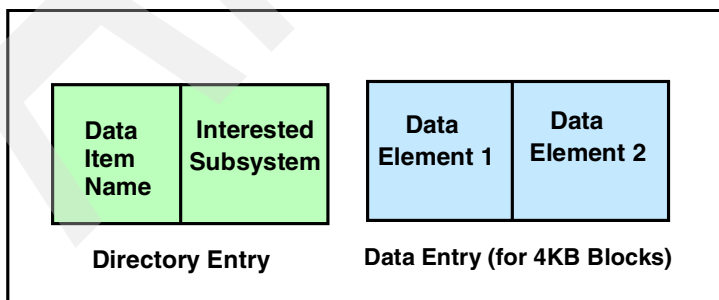 Data
Item
Name
Interested
Subsystem
Data
Element 1
Data
Element 2
Directory Entry
Data Entry (for 4KB Blocks)